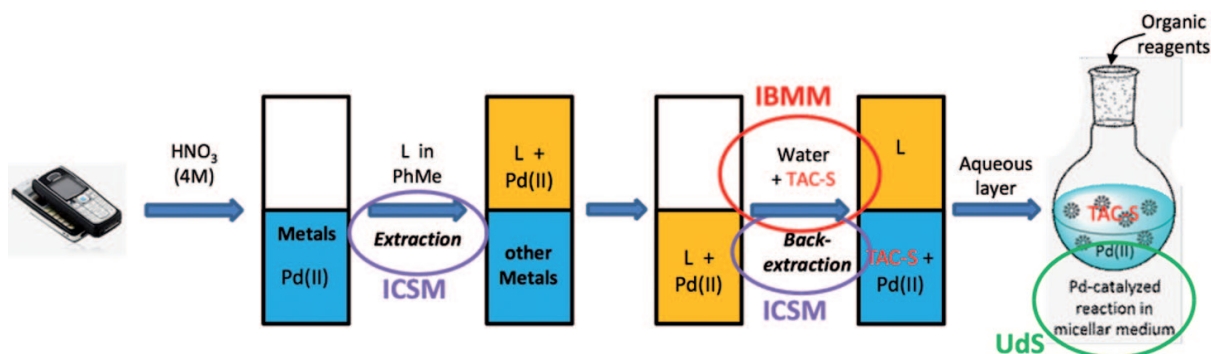 HNO₃
(4M)
Metals
Pd(II)
L in
PhMe
Extraction
ICSM
L +
Pd(II)
other
Metals
L +
Pd(II)
IBMM
Water
+ TAC-S
Back-
extraction
ICSM
L
TAC-S +
Pd(II)
Aqueous
layer
Organic
reagents
TAC-S
Pd(II)
Pd-catalyzed
reaction in
micellar medium
UdS